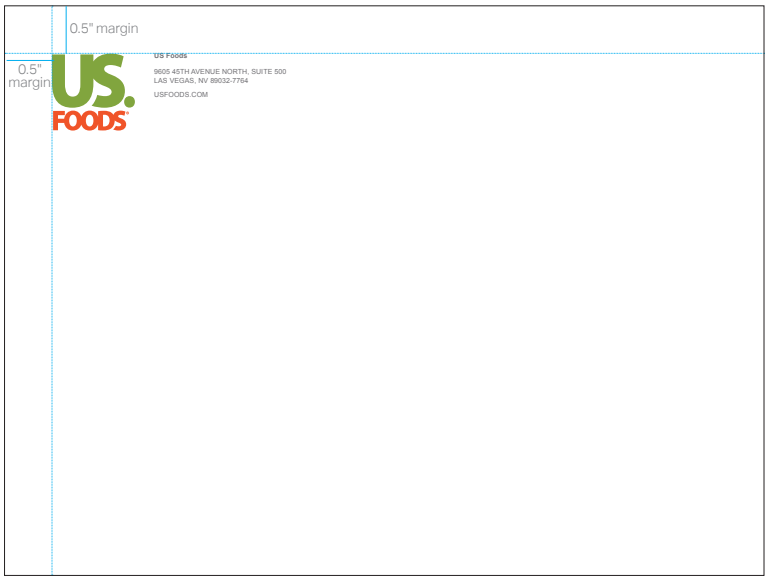 0.5" margin
0.5"
margin
US.
FOODS®
US Foods
9605 45TH AVENUE NORTH, SUITE 500
LAS VEGAS, NV 89032-7764
USFOODS.COM